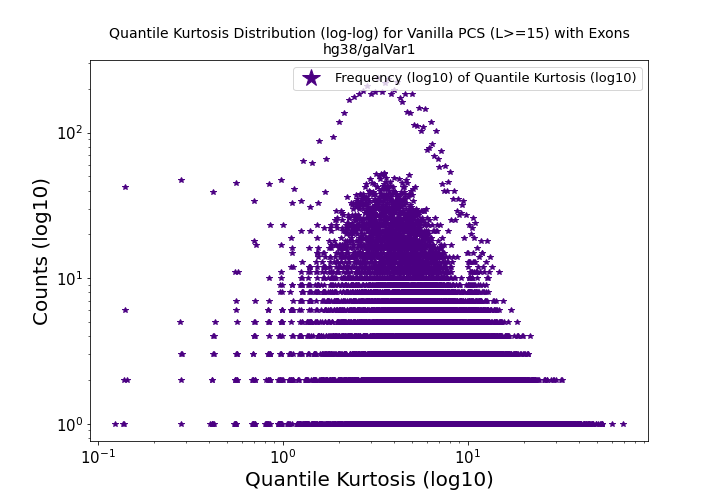 Quantile Kurtosis Distribution (log-log) for Vanilla PCS (L>=15) with Exons
hg38/galVar1
Frequency (log10) of Quantile Kurtosis (log10)
Counts (log10)
10²
10¹
10⁰
10⁻¹
10⁰
10¹
Quantile Kurtosis (log10)